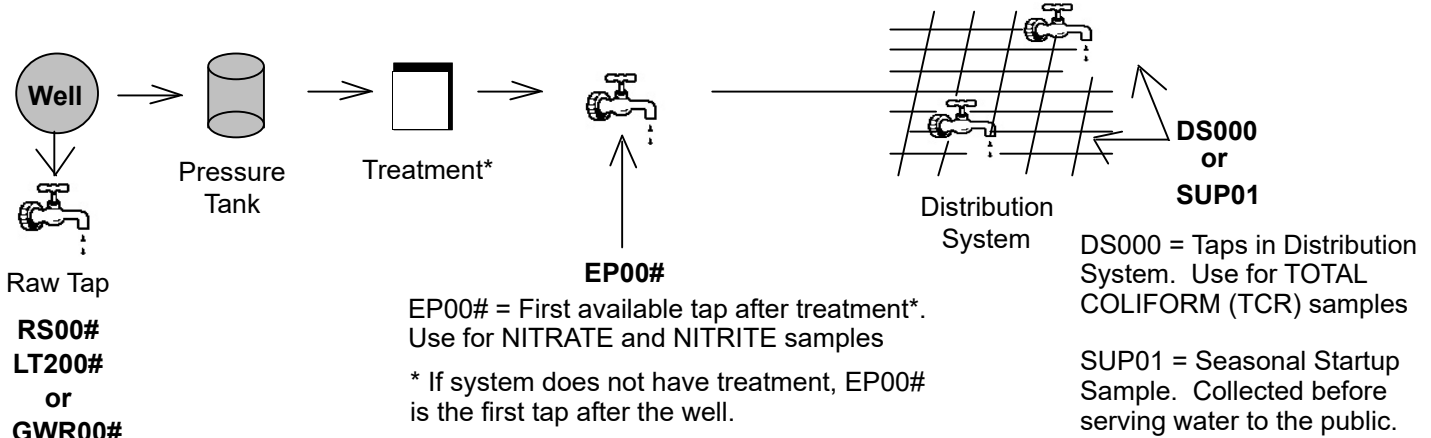 Well
Pressure
Tank
Treatment*
Raw Tap
RS00#
LT200#
or
GWR00#
EP00#
EP00# = First available tap after treatment*.
Use for NITRATE and NITRITE samples
* If system does not have treatment, EP00#
is the first tap after the well.
Distribution
System
DS000
or
SUP01
DS000 = Taps in Distribution
System. Use for TOTAL
COLIFORM (TCR) samples
SUP01 = Seasonal Startup
Sample. Collected before
serving water to the public.